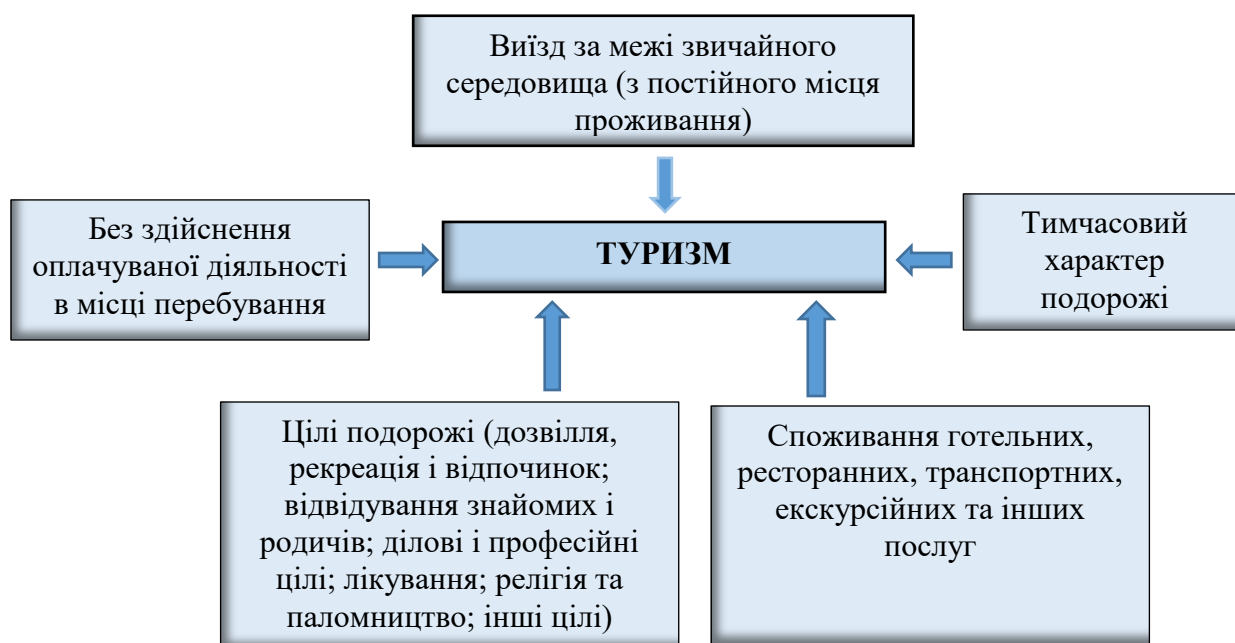 Виїзд за межі звичайного
середовища (з постійного місця
проживання)
Без здійснення
оплачуваної діяльності
в місці перебування
ТУРИЗМ
Тимчасовий
характер
подорожі
Цілі подорожі (дозвілля,
рекреація і відпочинок;
відвідування знайомих і
родичів; ділові і професійні
цілі; лікування; релігія та
паломництво; інші цілі)
Споживання готельних,
ресторанних, транспортних,
екскурсійних та інших
послуг